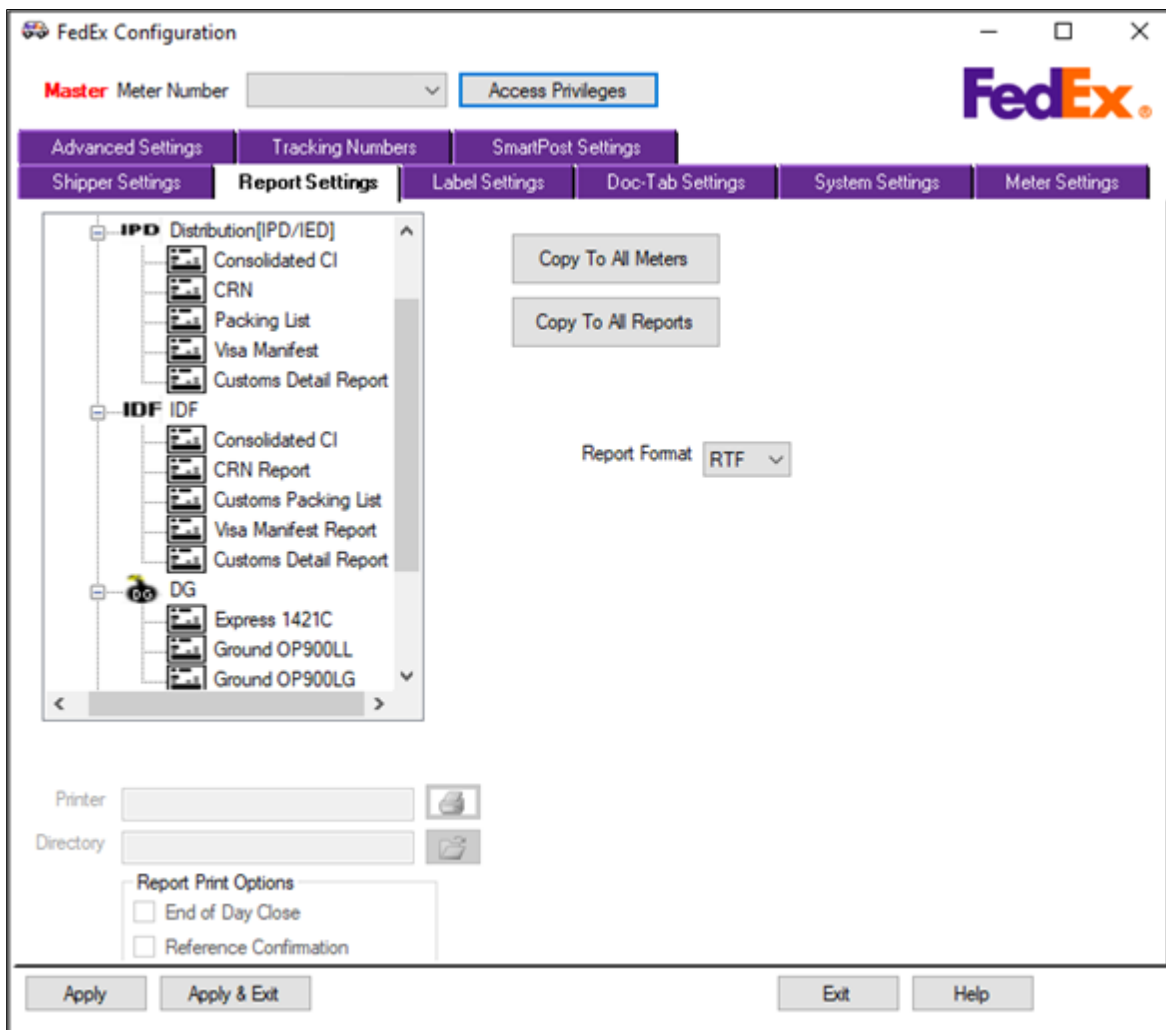 FedEx Configuration
Master Meter Number
Access Privileges
FedEx®
Advanced Settings Tracking Numbers SmartPost Settings
Shipper Settings Report Settings Label Settings Doc-Tab Settings System Settings Meter Settings
IPD Distribution[IPD/IED]
Consolidated CI
CRN
Packing List
Visa Manifest
Customs Detail Report
IDF IDF
Consolidated CI
CRN Report
Customs Packing List
Visa Manifest Report
Customs Detail Report
DG DG
Express 1421C
Ground OP900LL
Ground OP900LG
Copy To All Meters
Copy To All Reports
Report Format RTF
Printer
Directory
Report Print Options
End of Day Close
Reference Confirmation
Apply Apply & Exit Exit Help